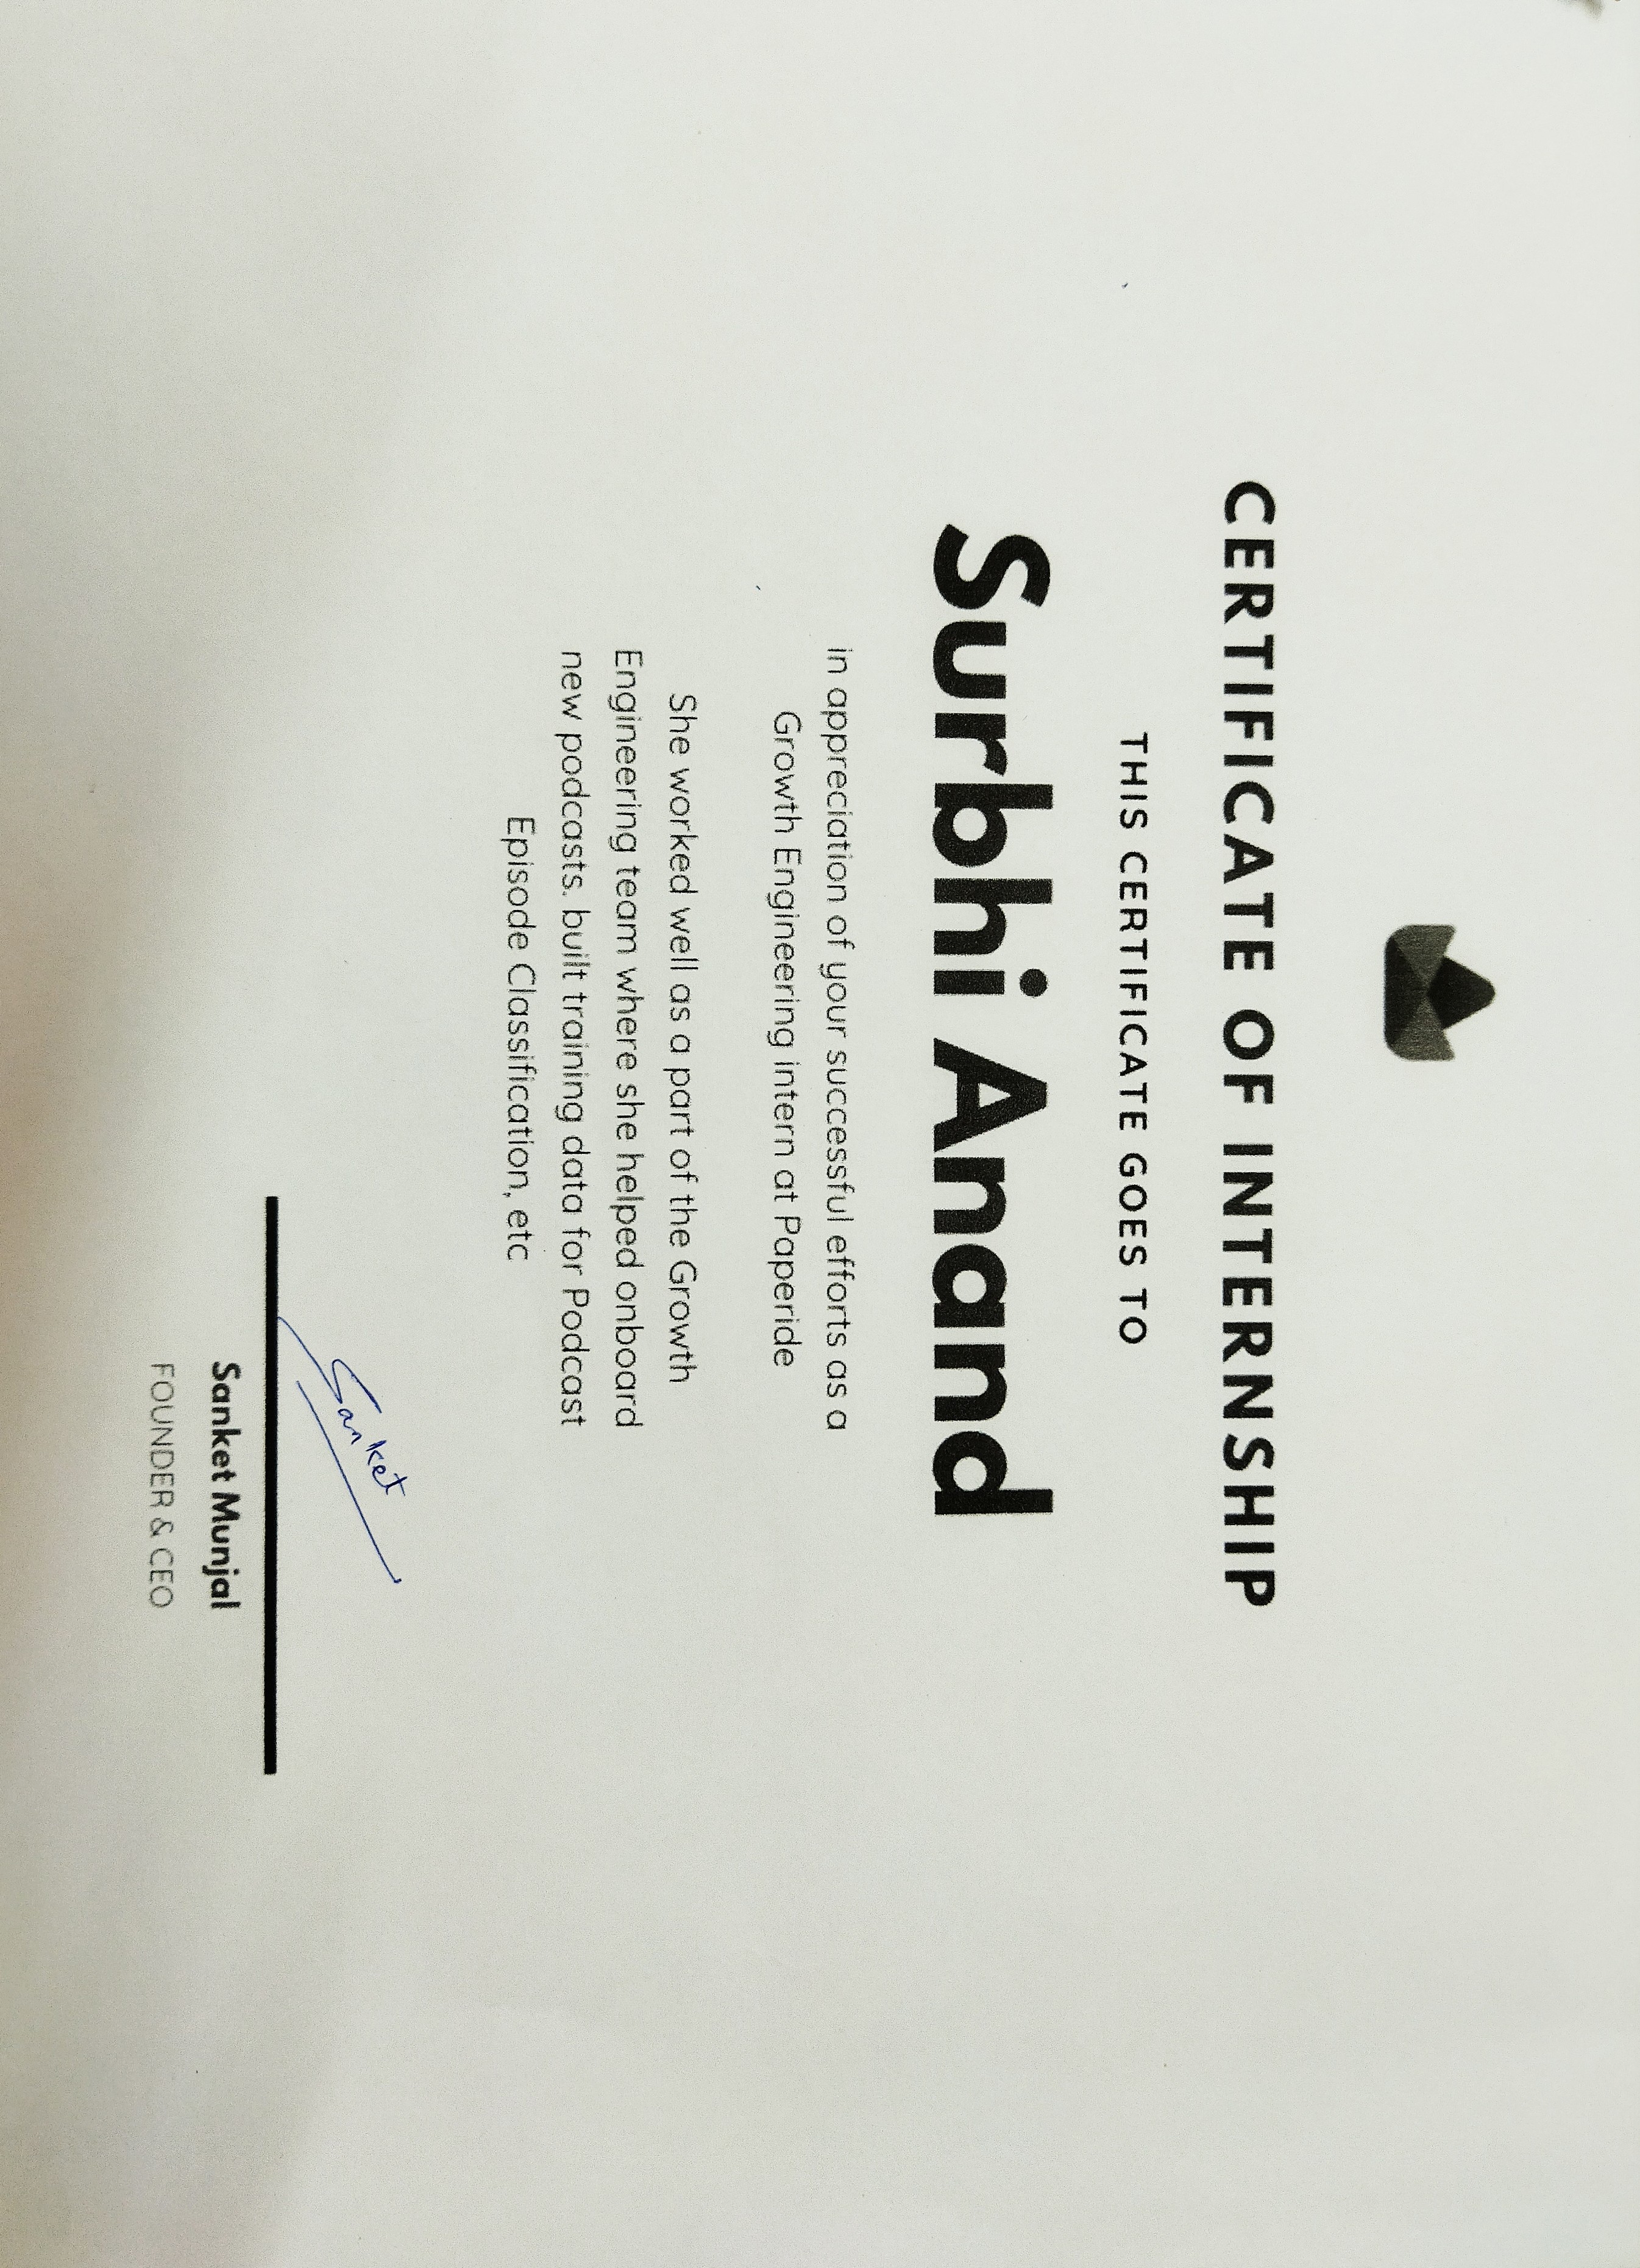 CERTIFICATE OF INTERNSHIP
THIS CERTIFICATE GOES TO
Surbhi Anand
in appreciation of your successful efforts as a
Growth Engineering intern at Paperide
She worked well as a part of the Growth
Engineering team where she helped onboard
new podcasts. built training data for Podcast
Episode Classification, etc
Sanket
Sanket Munjal
FOUNDER & CEO